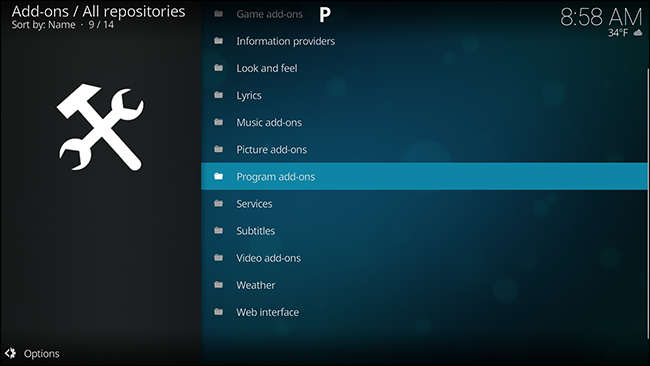 Add-ons / All repositories
Sort by: Name · 9 / 14
P
8:58 AM
34°F
Game add-ons
Information providers
Look and feel
Lyrics
Music add-ons
Picture add-ons
Program add-ons
Services
Subtitles
Video add-ons
Weather
Web interface
Options